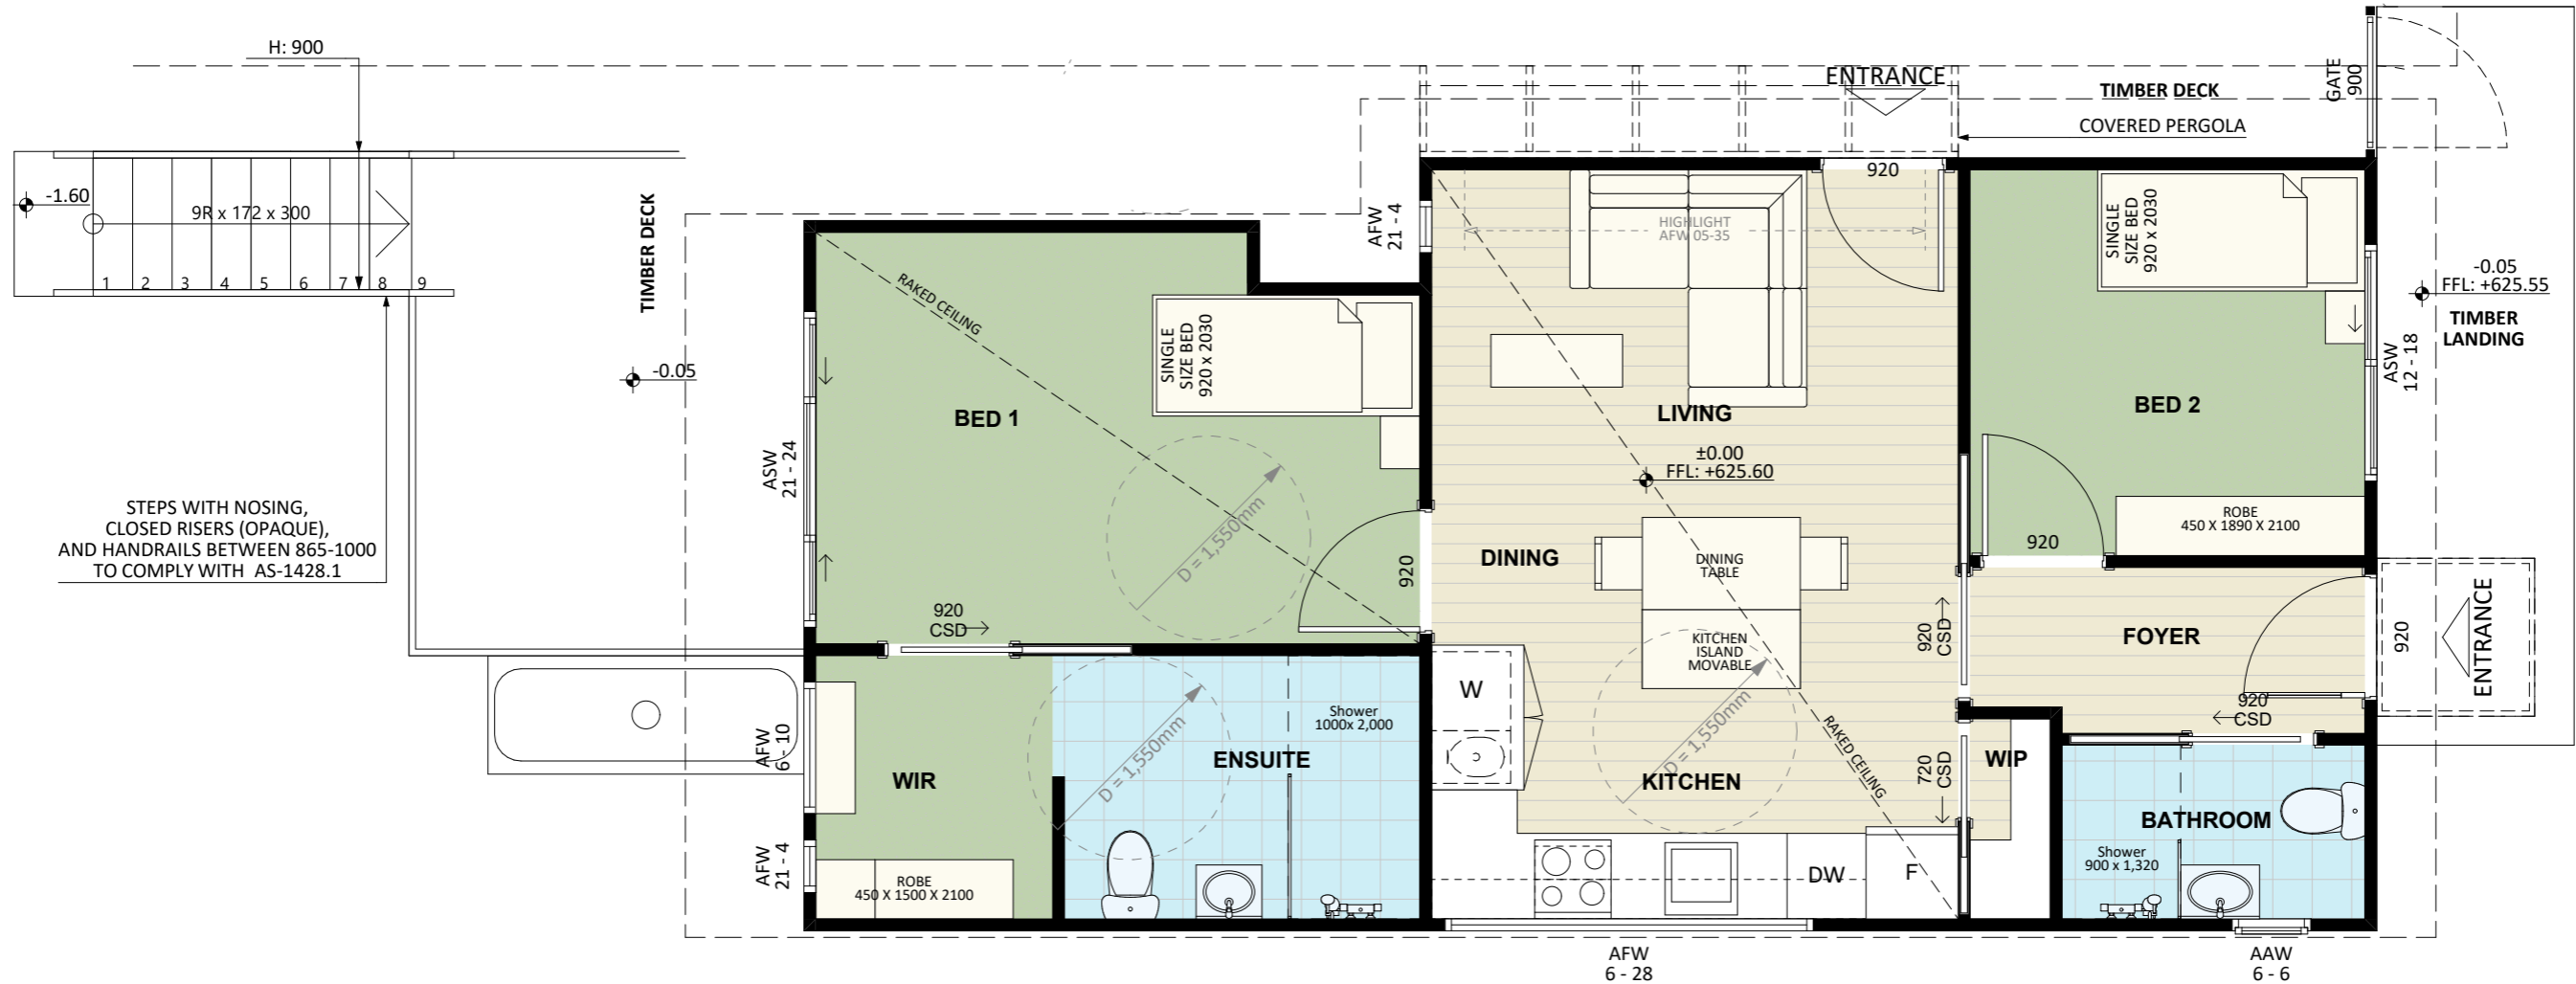 H: 900
ENTRANCE
TIMBER DECK
COVERED PERGOLA
GATE
900
-1.60
9R x 172 x 300
1 2 3 4 5 6 7 8 9
TIMBER DECK
-0.05
STEPS WITH NOSING,
CLOSED RISERS (OPAQUE),
AND HANDRAILS BETWEEN 865-1000
TO COMPLY WITH AS-1428.1
RAKED CEILING
BED 1
SINGLE
SIZE BED
920 x 2030
D = 1,550mm
ASW
21 - 24
920
CSD
920
AFW
21 - 4
HIGHLIGHT
AFW 05-35
920
LIVING
±0.00
FFL: +625.60
DINING
DINING
TABLE
KITCHEN
ISLAND
MOVABLE
W
D = 1,550mm
KITCHEN
RAKED CEILING
DW
F
920
CSD
720
CSD
WIP
SINGLE
SIZE BED
920 x 2030
BED 2
ROBE
450 X 1890 X 2100
920
-0.05
FFL: +625.55
TIMBER
LANDING
ASW
12 - 18
FOYER
920
ENTRANCE
920
CSD
BATHROOM
Shower
900 x 1,320
AFW
6 - 10
AFW
21 - 4
WIR
ROBE
450 X 1500 X 2100
D = 1,550mm
ENSUITE
Shower
1000x 2,000
AFW
6 - 28
AAW
6 - 6